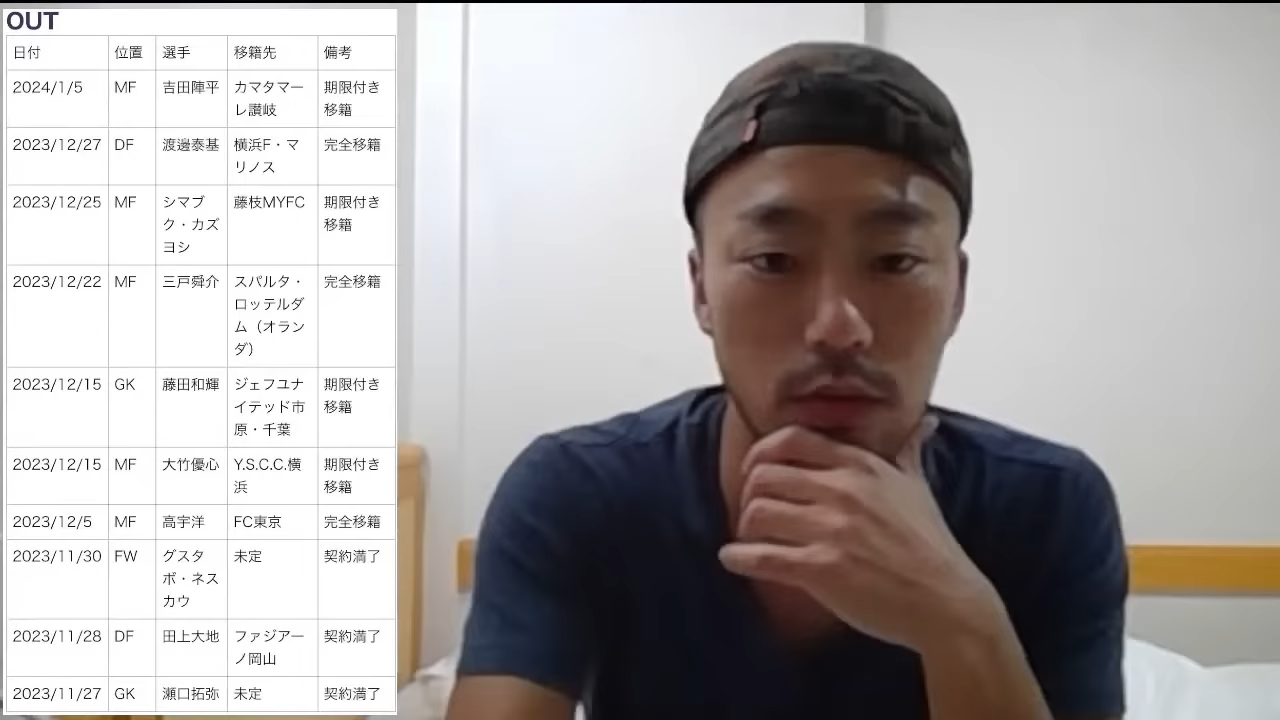 OUT
日付 位置 選手 移籍先 備考
2024/1/5 MF 吉田陣平 カマタマー 期限付き
レ讃岐 移籍
2023/12/27 DF 渡邊泰基 横浜F・マ 完全移籍
リノス
2023/12/25 MF シマブ 藤枝MYFC 期限付き
ク・カズ 移籍
ヨシ
2023/12/22 MF 三戸舜介 スパルタ・ 完全移籍
ロッテルダ
ム（オラン
ダ）
2023/12/15 GK 藤田和輝 ジェフユナ 期限付き
イテッド市 移籍
原・千葉
2023/12/15 MF 大竹優心 Y.S.C.C.横 期限付き
浜 移籍
2023/12/5 MF 高宇洋 FC東京 完全移籍
2023/11/30 FW グスタ 未定 契約満了
ボ・ネス
カウ
2023/11/28 DF 田上大地 ファジアー 契約満了
ノ岡山
2023/11/27 GK 瀬口拓弥 未定 契約満了